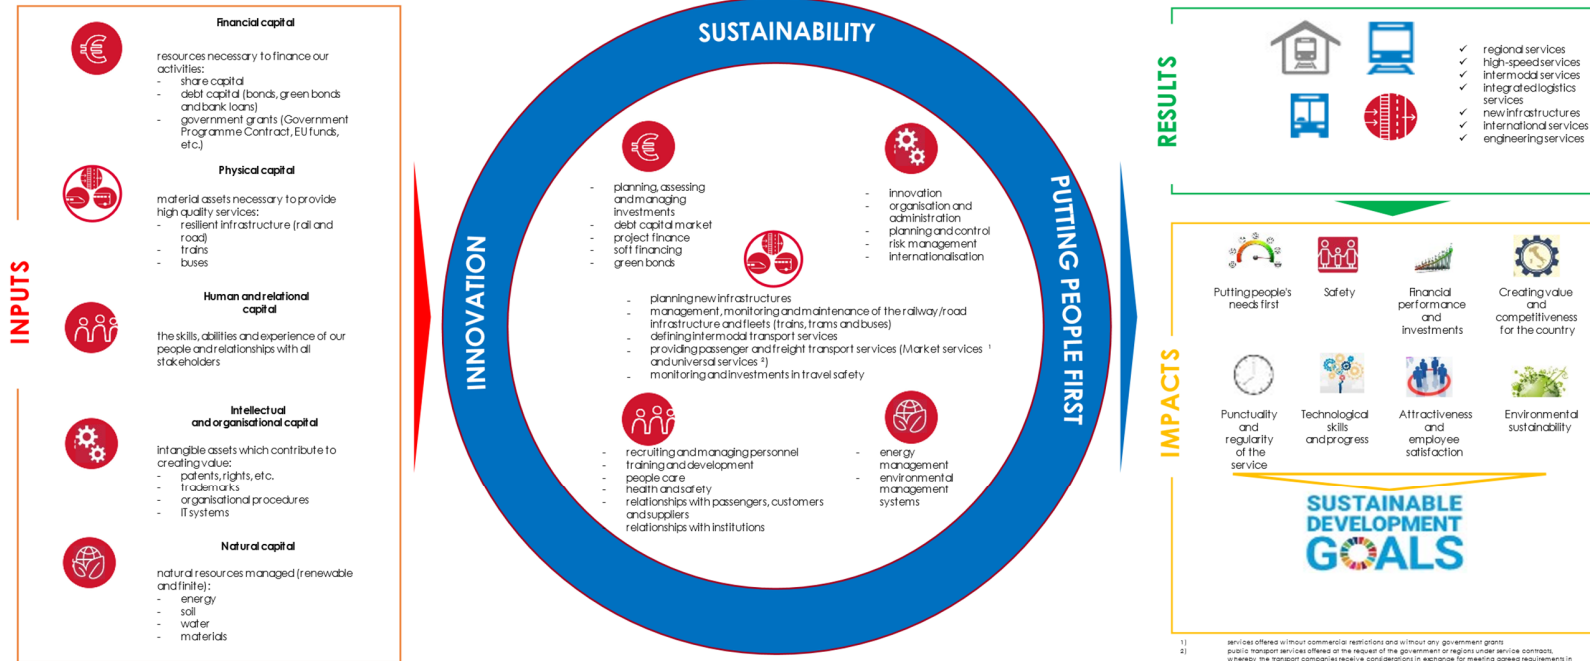 INPUTS
Financial capital
resources necessary to finance our
activities:
- share capital
- debt capital (bonds, green bonds
and bank loans)
- government grants (Government
Programme Contract, EU funds,
etc.)
Physical capital
material assets necessary to provide
high quality services:
- resilient infrastructure (rail and
road)
- trains
- buses
Human and relational
capital
the skills, abilities and experience of our
people and relationships with all
stakeholders
Intellectual
and organisational capital
intangible assets which contribute to
creating value:
- patents, rights, etc.
- trademarks
- organisational procedures
- IT systems
Natural capital
natural resources managed (renewable
and finite):
- energy
- soil
- water
- materials
SUSTAINABILITY
INNOVATION
PUTTING PEOPLE FIRST
- planning, assessing
and managing
investments
- debt capital market
- project finance
- soft financing
- green bonds
- innovation
- organisation and
administration
- planning and control
- risk management
- internationalisation
- planning new infrastructures
- management, monitoring and maintenance of the railway/road
infrastructure and fleets (trains, trams and buses)
- defining intermodal transport services
- providing passenger and freight transport services (Market services ¹
and universal services ²)
- monitoring and investments in travel safety
- recruiting and managing personnel
- training and development
- people care
- health and safety
- relationships with passengers, customers
and suppliers
relationships with institutions
- energy
management
- environmental
management
systems
RESULTS
✓ regional services
✓ high-speed services
✓ intermodal services
✓ integrated logistics
services
✓ new infrastructures
✓ international services
✓ engineering services
IMPACTS
Putting people's
needs first
Safety
Financial
performance
and
investments
Creating value
and
competitiveness
for the country
Punctuality
and
regularity
of the
service
Technological
skills
and progress
Attractiveness
and
employee
satisfaction
Environmental
sustainability
SUSTAINABLE
DEVELOPMENT
GOALS
1) services offered without commercial restrictions and without any government grants
2) public transport services offered at the request of the government or regions under service contracts,
whereby the transport companies receive considerations in exchange for meeting agreed requirements in